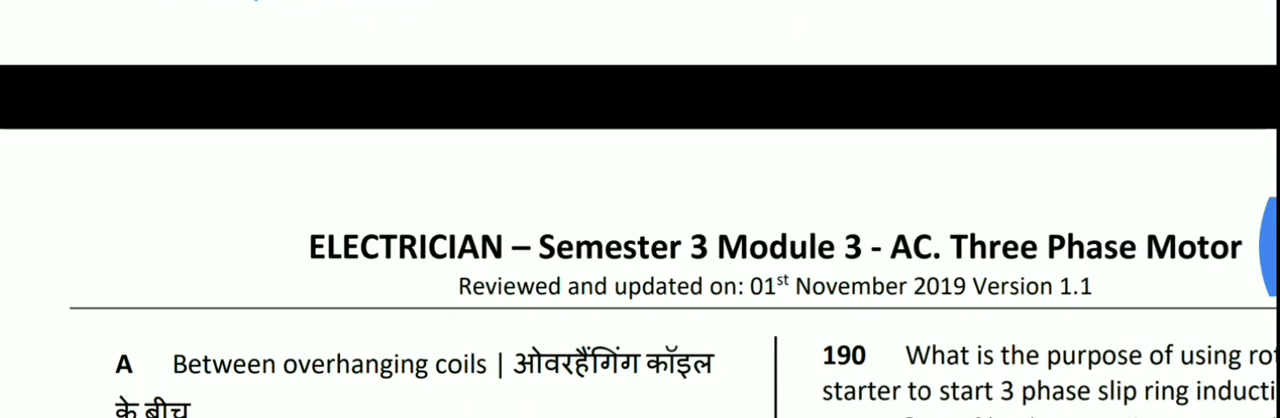 ELECTRICIAN – Semester 3 Module 3 - AC. Three Phase Motor
Reviewed and updated on: 01st November 2019 Version 1.1
A Between overhanging coils | ओवरहैंगिंग कॉइल
के बीच
190 What is the purpose of using
starter to start 3 phase slip ring